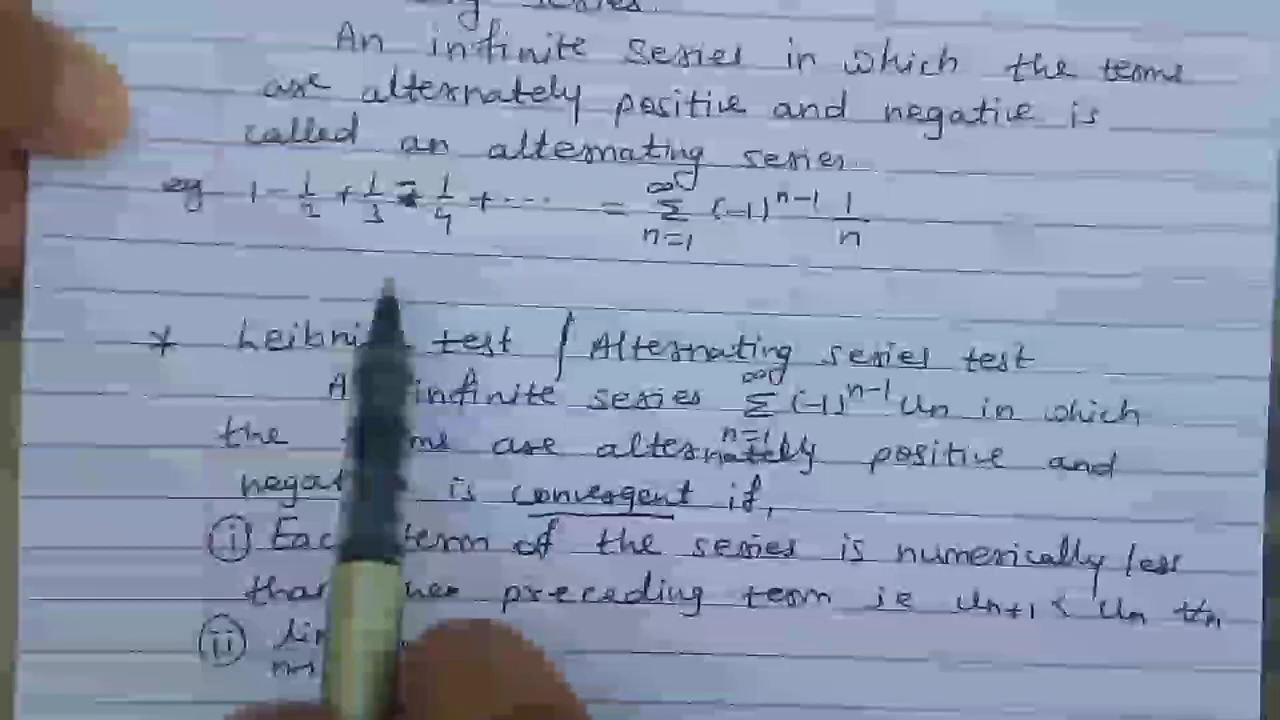 series.
An infinite series in which the terms
are alternately positive and negative is
called an alternating series.
eg 1 - 1/2 + 1/3 - 1/4 + ... = ∞ Σ n=1 (-1)^{n-1} 1/n
* test / Alternating series test
infinite series ∞ Σ n=1 (-1)^{n-1} Un in which
the are alternately positive and
is convergent if,
(i) term of the series is numerically less
preceding term ie Un+1 < Un ∀n
(ii)